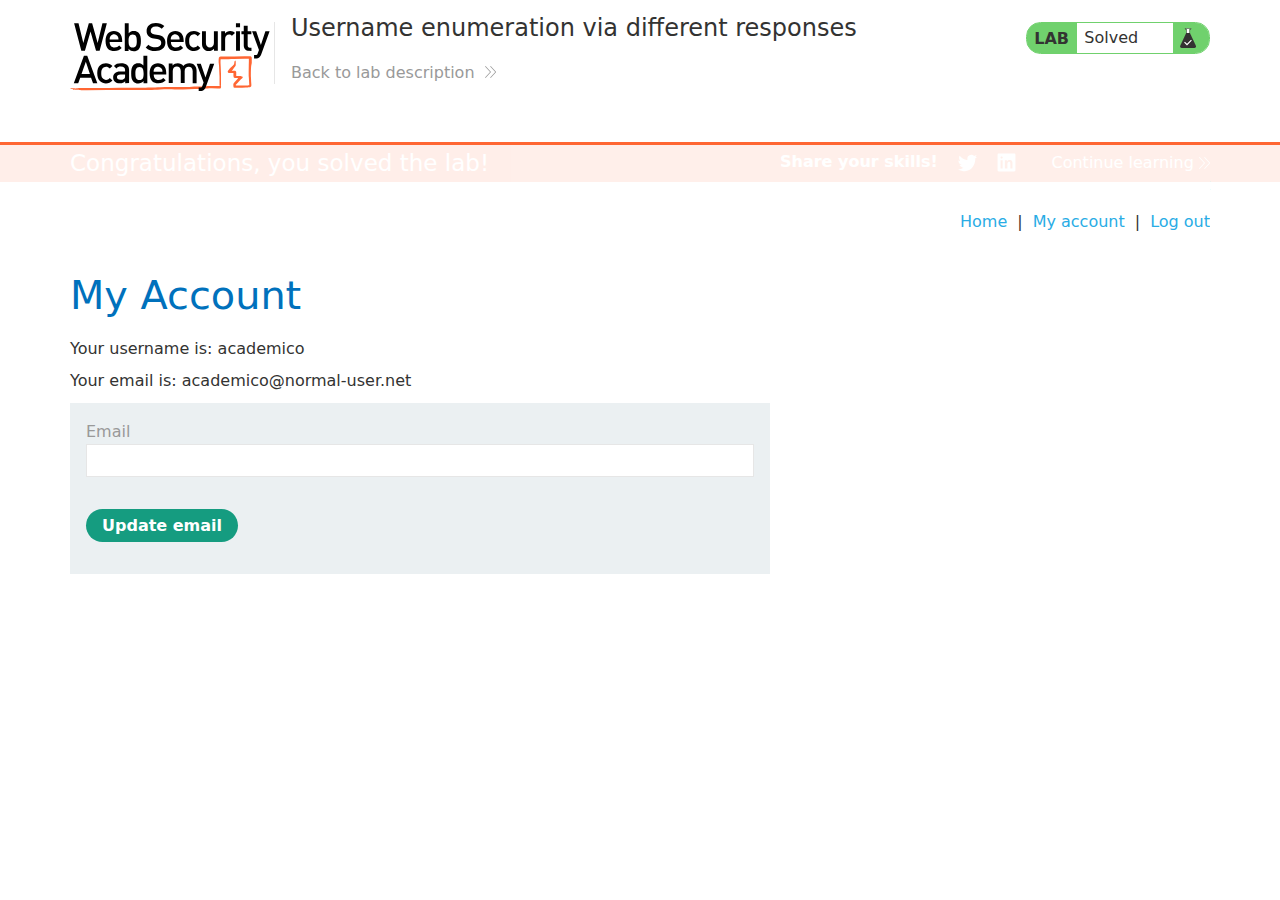 WebSecurity
Academy
Username enumeration via different responses
Back to lab description
LAB Solved
Congratulations, you solved the lab!
Share your skills!
in
Continue learning
Home | My account | Log out
My Account
Your username is: academico
Your email is: academico@normal-user.net
Email
Update email